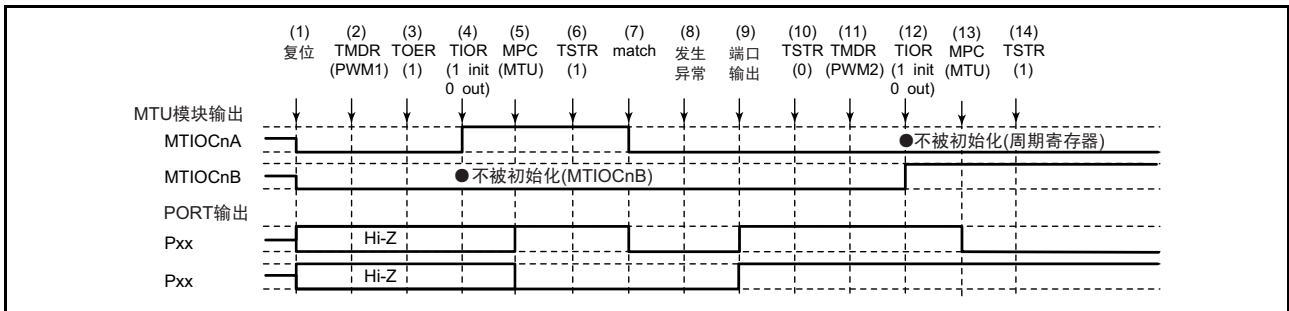 (1) (2) (3) (4) (5) (6) (7) (8) (9) (10) (11) (12) (13) (14)
复位 TMDR TOER TIOR MPC TSTR match 发生 端口 TSTR TMDR TIOR MPC TSTR
(PWM1) (1) (1 init (MTU) (1) 异常 输出 (0) (PWM2) (1 init (MTU) (1)
0 out) 0 out)
MTU模块输出
MTIOCnA ●不被初始化(周期寄存器)
MTIOCnB ●不被初始化(MTIOCnB)
PORT输出
Pxx Hi-Z
Pxx Hi-Z